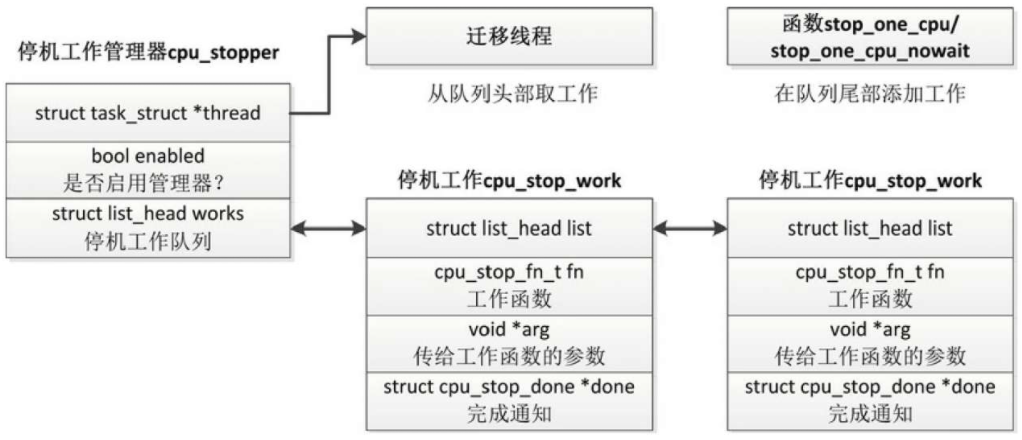 停机工作管理器cpu_stopper
struct task_struct *thread
bool enabled
是否启用管理器?
struct list_head works
停机工作队列
迁移线程
从队列头部取工作
函数stop_one_cpu/
stop_one_cpu_nowait
在队列尾部添加工作
停机工作cpu_stop_work
struct list_head list
cpu_stop_fn_t fn
工作函数
void *arg
传给工作函数的参数
struct cpu_stop_done *done
完成通知
停机工作cpu_stop_work
struct list_head list
cpu_stop_fn_t fn
工作函数
void *arg
传给工作函数的参数
struct cpu_stop_done *done
完成通知